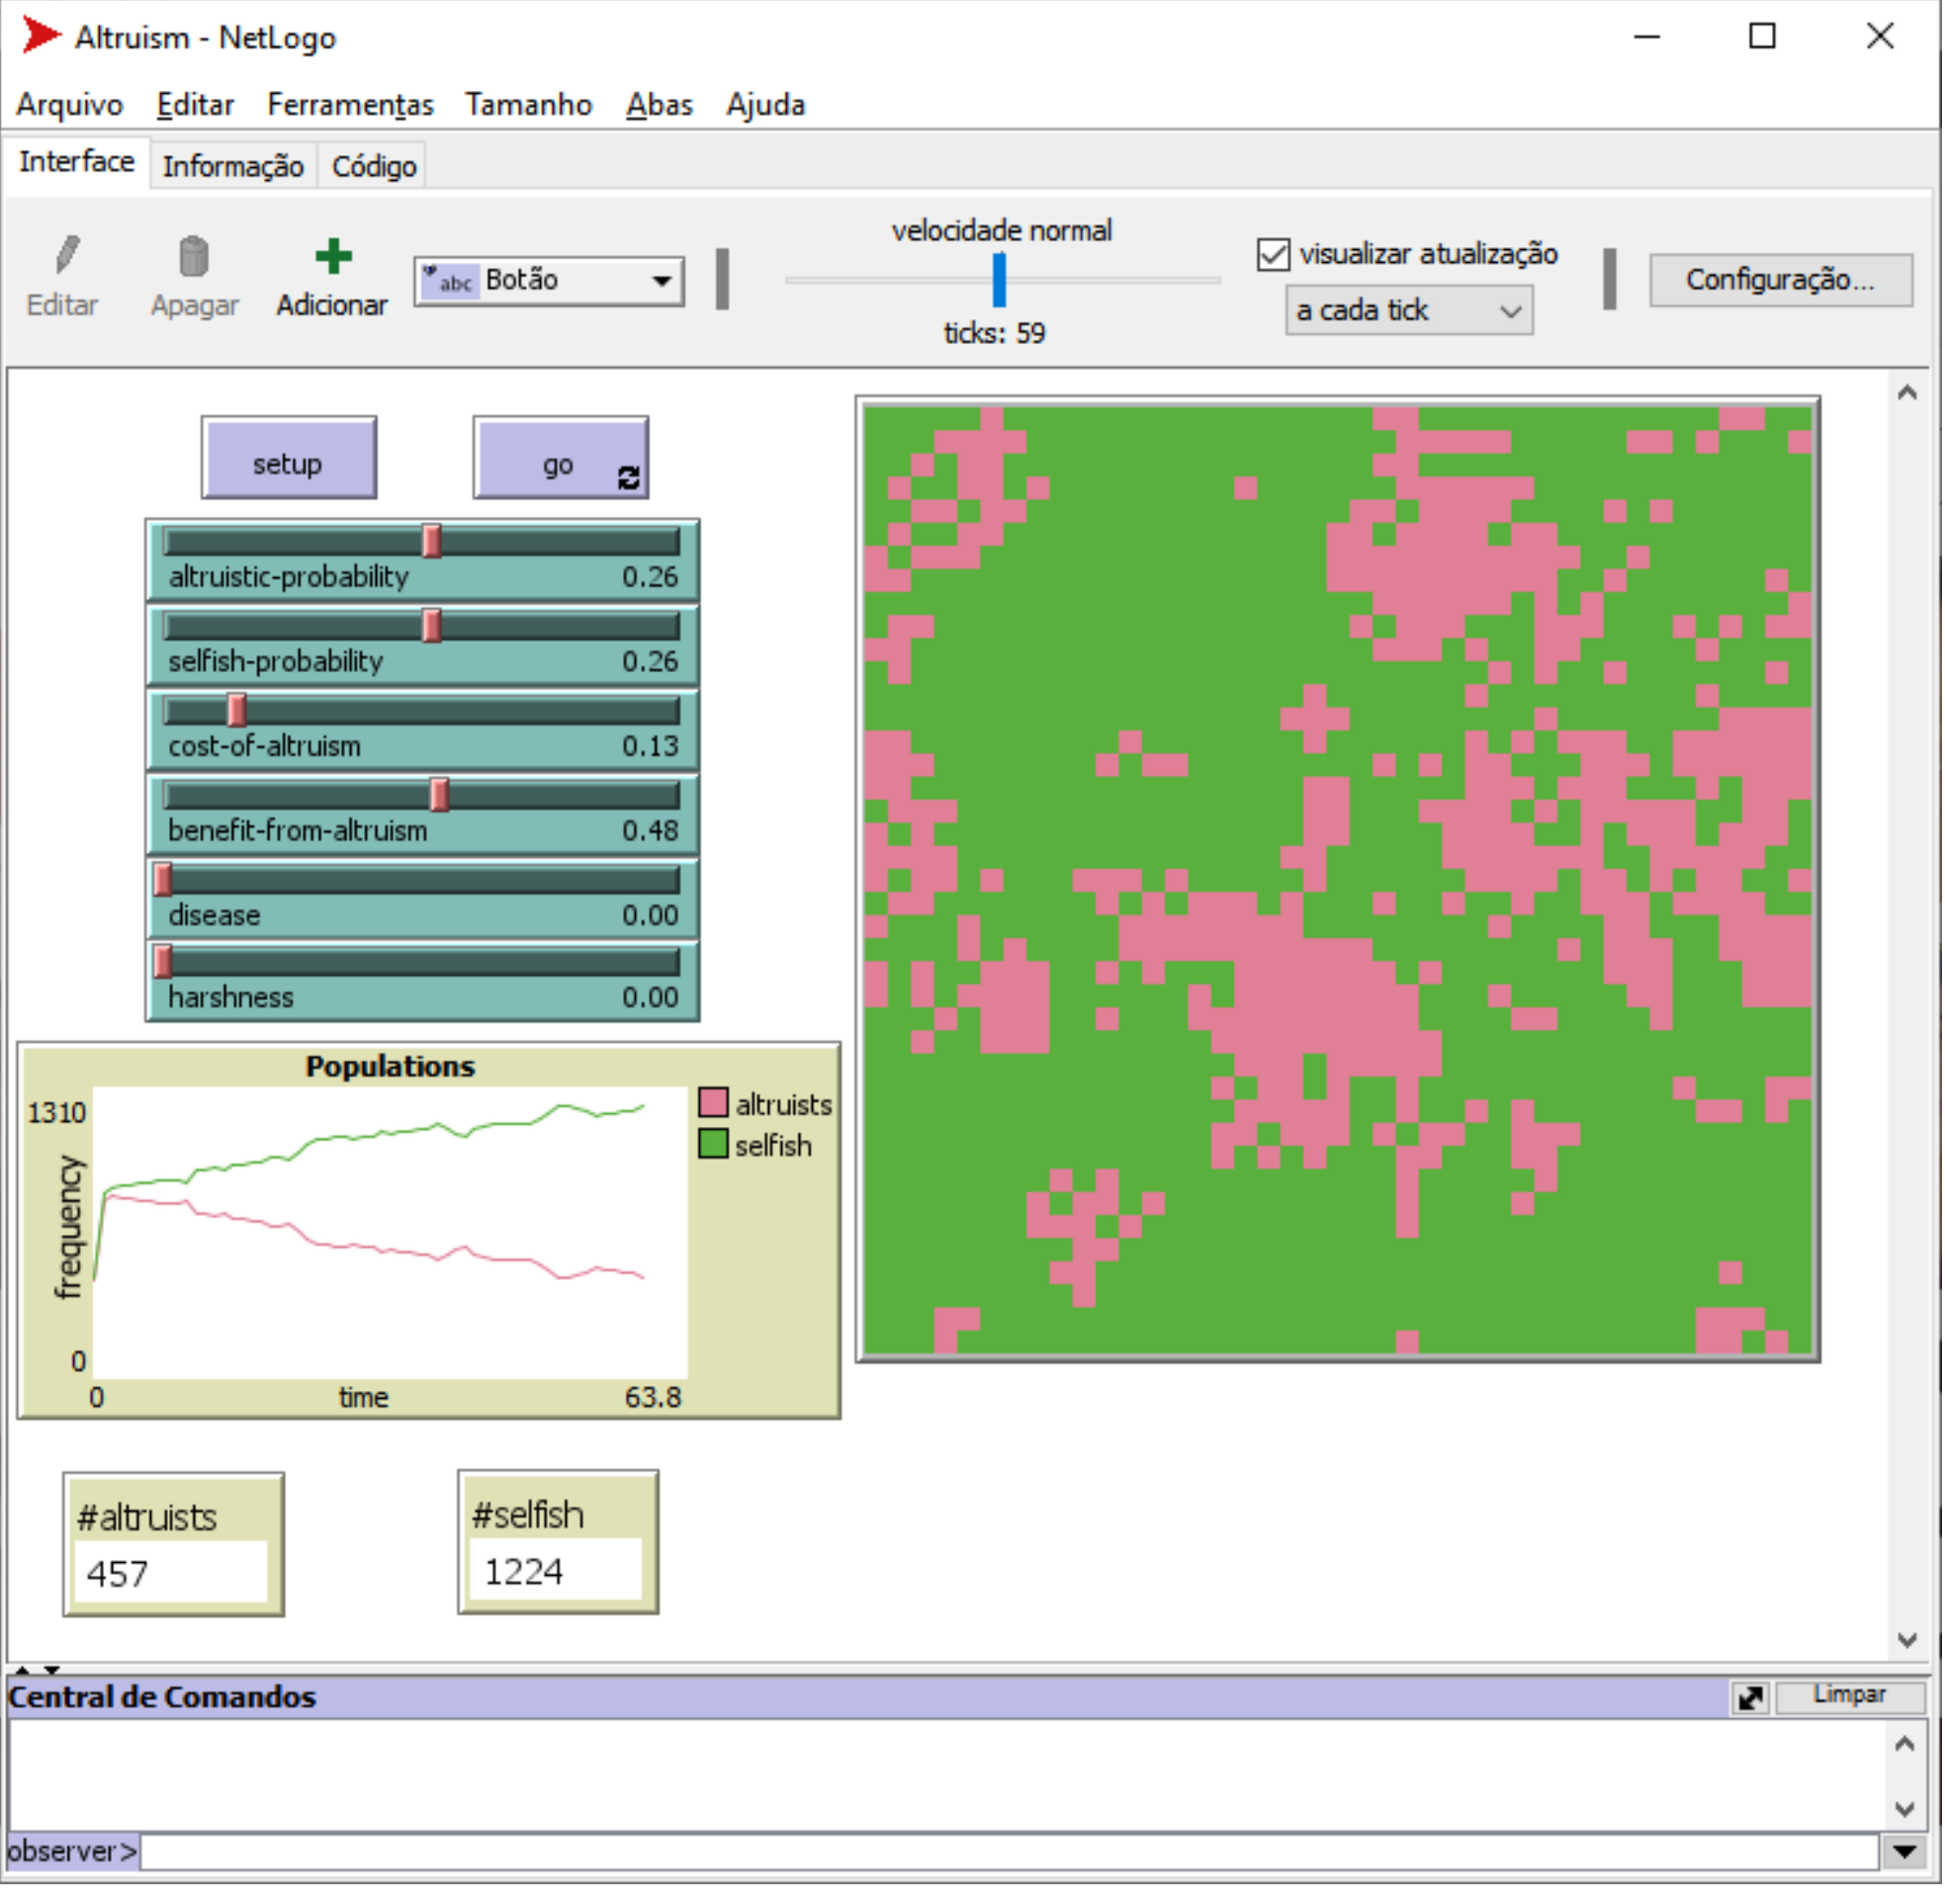 Altruism - NetLogo
Arquivo Editar Ferramentas Tamanho Abas Ajuda
Interface Informação Código
velocidade normal
visualizar atualização
Editar Apagar Adicionar
abc Botão
a cada tick
Configuração...
ticks: 59
setup go
altruistic-probability 0.26
selfish-probability 0.26
cost-of-altruism 0.13
benefit-from-altruism 0.48
disease 0.00
harshness 0.00
Populations
1310
frequency
0
0 time 63.8
altruists
selfish
#altruists
457
#selfish
1224
Central de Comandos Limpar
observer>